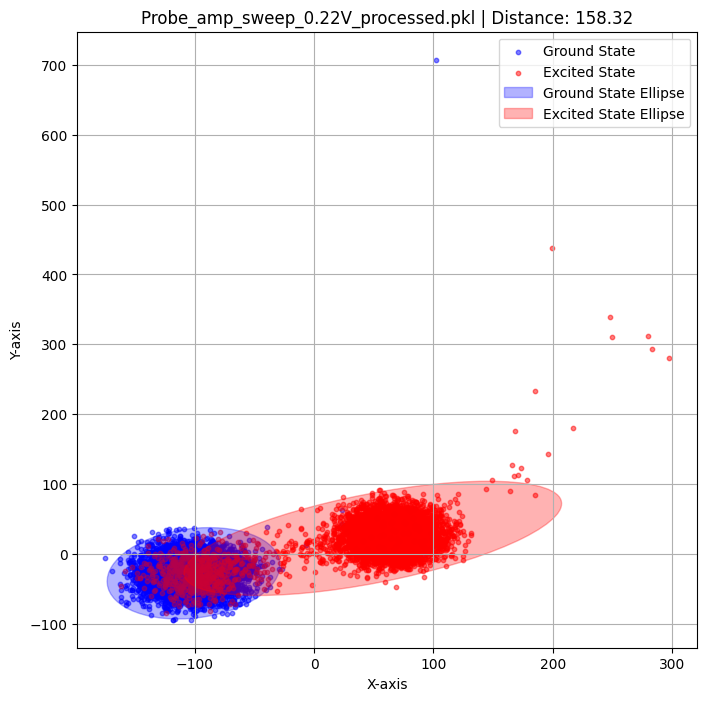 Probe_amp_sweep_0.22V_processed.pkl | Distance: 158.32
Ground State
Excited State
Ground State Ellipse
Excited State Ellipse
700
600
500
400
300
200
100
0
−100
Y-axis
−100 0 100 200 300
X-axis